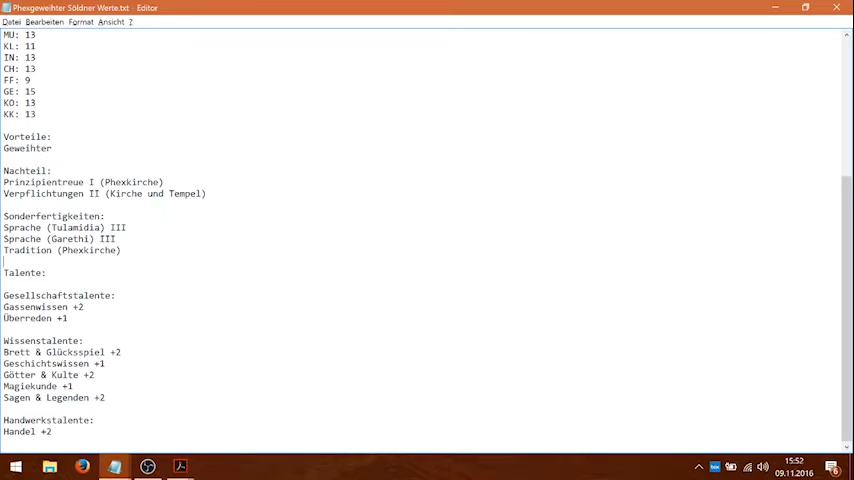 Phexgeweihter Söldner Werte.txt - Editor
Datei Bearbeiten Format Ansicht ?
MU: 13
KL: 11
IN: 13
CH: 13
FF: 9
GE: 15
KO: 13
KK: 13
Vorteile:
Geweihter
Nachteil:
Prinzipientreue I (Phexkirche)
Verpflichtungen II (Kirche und Tempel)
Sonderfertigkeiten:
Sprache (Tulamidia) III
Sprache (Garethi) III
Tradition (Phexkirche)
Talente:
Gesellschaftstalente:
Gassenwissen +2
Überreden +1
Wissenstalente:
Brett & Glücksspiel +2
Geschichtswissen +1
Götter & Kulte +2
Magiekunde +1
Sagen & Legenden +2
Handwerkstalente:
Handel +2
15:52
09.11.2016
6